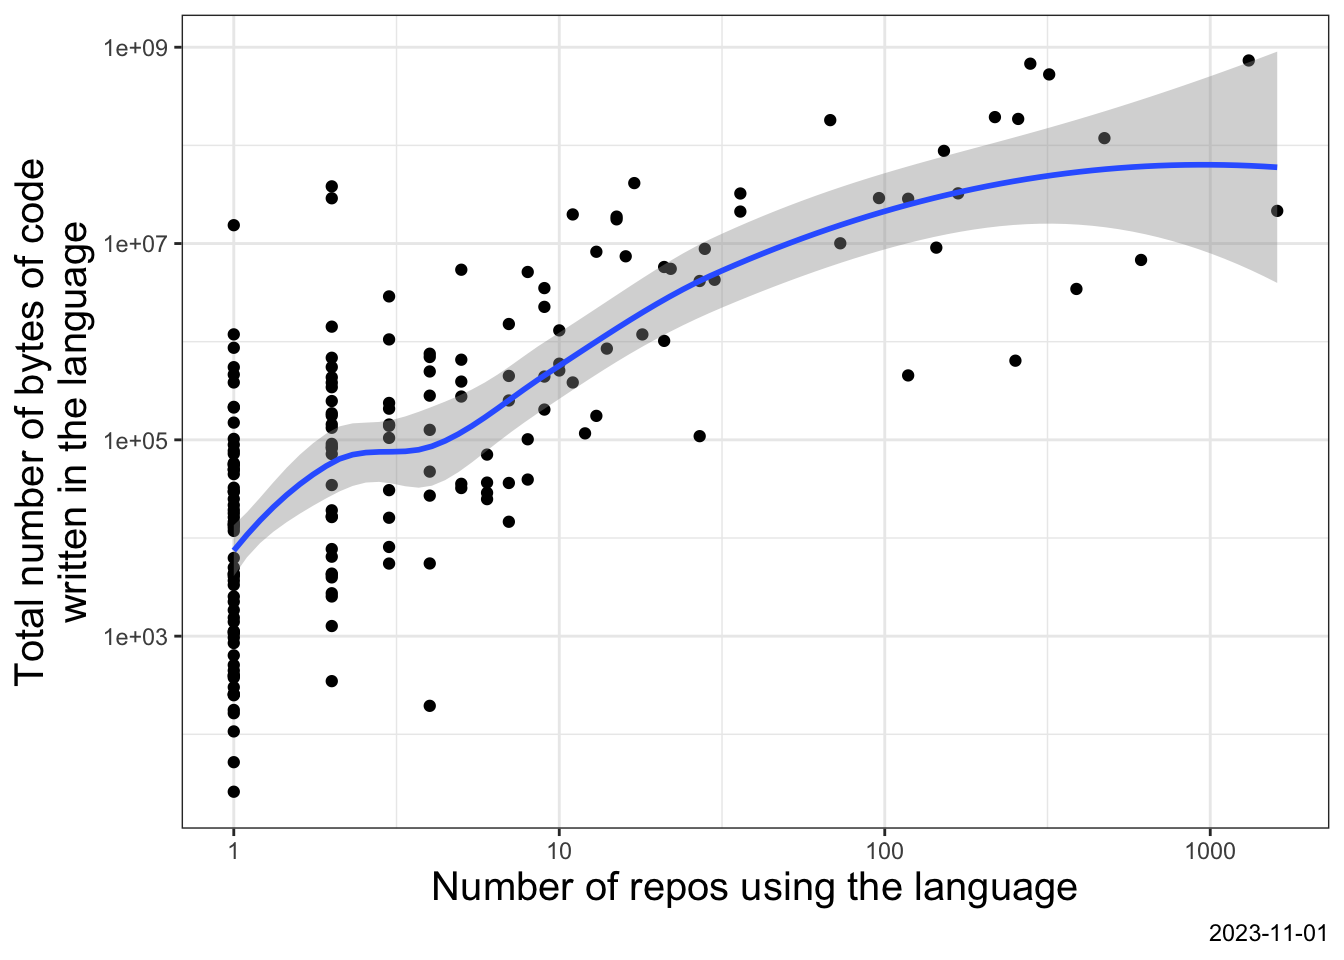 Total number of bytes of code
written in the language
1e+09
1e+07
1e+05
1e+03
1
10
100
1000
Number of repos using the language
2023-11-01